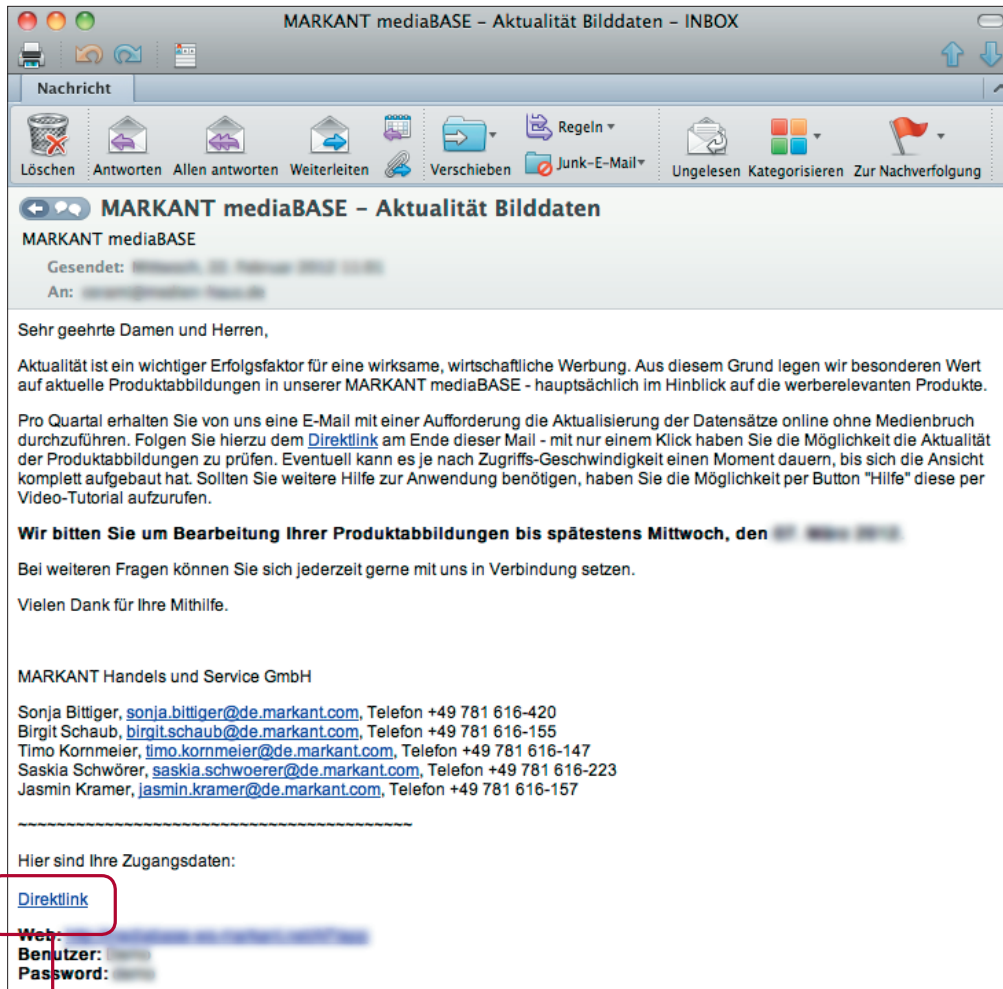 MARKANT mediaBASE – Aktualität Bilddaten – INBOX
Nachricht
Regeln
Junk-E-Mail
Löschen Antworten Allen antworten Weiterleiten Verschieben Ungelesen Kategorisieren Zur Nachverfolgung
MARKANT mediaBASE – Aktualität Bilddaten
MARKANT mediaBASE
Gesendet:
An:
Sehr geehrte Damen und Herren,
Aktualität ist ein wichtiger Erfolgsfaktor für eine wirksame, wirtschaftliche Werbung. Aus diesem Grund legen wir besonderen Wert
auf aktuelle Produktabbildungen in unserer MARKANT mediaBASE - hauptsächlich im Hinblick auf die werberelevanten Produkte.
Pro Quartal erhalten Sie von uns eine E-Mail mit einer Aufforderung die Aktualisierung der Datensätze online ohne Medienbruch
durchzuführen. Folgen Sie hierzu dem Direktlink am Ende dieser Mail - mit nur einem Klick haben Sie die Möglichkeit die Aktualität
der Produktabbildungen zu prüfen. Eventuell kann es je nach Zugriffs-Geschwindigkeit einen Moment dauern, bis sich die Ansicht
komplett aufgebaut hat. Sollten Sie weitere Hilfe zur Anwendung benötigen, haben Sie die Möglichkeit per Button "Hilfe" diese per
Video-Tutorial aufzurufen.
Wir bitten Sie um Bearbeitung Ihrer Produktabbildungen bis spätestens Mittwoch, den
Bei weiteren Fragen können Sie sich jederzeit gerne mit uns in Verbindung setzen.
Vielen Dank für Ihre Mithilfe.
MARKANT Handels und Service GmbH
Sonja Bittiger, sonja.bittiger@de.markant.com, Telefon +49 781 616-420
Birgit Schaub, birgit.schaub@de.markant.com, Telefon +49 781 616-155
Timo Kornmeier, timo.kornmeier@de.markant.com, Telefon +49 781 616-147
Saskia Schwörer, saskia.schwoerer@de.markant.com, Telefon +49 781 616-223
Jasmin Kramer, jasmin.kramer@de.markant.com, Telefon +49 781 616-157
~~~~~~~~~~~~~~~~~~~~~~~~~~~~~~~~~~~~~~~~~
Hier sind Ihre Zugangsdaten:
Direktlink
Web:
Benutzer:
Password: